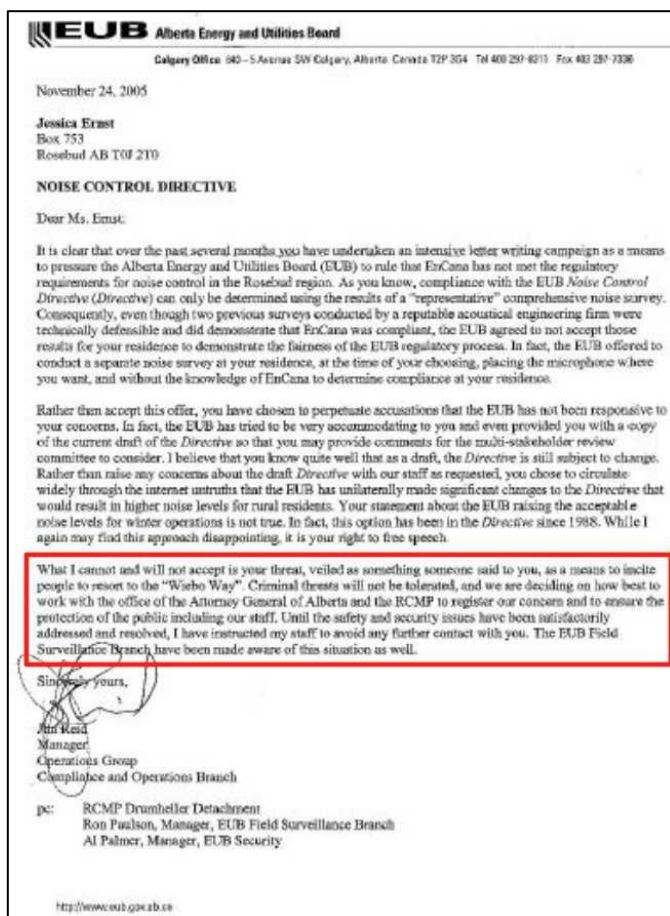 EUB Alberta Energy and Utilities Board
Calgary Office 640 – 5 Avenue SW Calgary, Alberta Canada T2P 3G4 Tel 403 297-8311 Fax 403 297-7336
November 24, 2005
Jessica Ernst
Box 753
Rosebud AB T0J 2T0
NOISE CONTROL DIRECTIVE
Dear Ms. Ernst:
It is clear that over the past several months you have undertaken an intensive letter writing campaign as a means
to pressure the Alberta Energy and Utilities Board (EUB) to rule that EnCana has not met the regulatory
requirements for noise control in the Rosebud region. As you know, compliance with the EUB Noise Control
Directive (Directive) can only be determined using the results of a "representative" comprehensive noise survey.
Consequently, even though two previous surveys conducted by a reputable acoustical engineering firm were
technically defensible and did demonstrate that EnCana was compliant, the EUB agreed to not accept those
results for your residence to demonstrate the fairness of the EUB regulatory process. In fact, the EUB offered to
conduct a separate noise survey at your residence, at the time of your choosing, placing the microphone where
you want, and without the knowledge of EnCana to determine compliance at your residence.
Rather than accept this offer, you have chosen to perpetuate accusations that the EUB has not been responsive to
your concerns. In fact, the EUB has tried to be very accommodating to you and even provided you with a copy
of the current draft of the Directive so that you may provide comments for the multi-stakeholder review
committee to consider. I believe that you know quite well that as a draft, the Directive is still subject to change.
Rather than raise any concerns about the draft Directive with our staff as requested, you chose to circulate
widely through the internet untruths that the EUB has unilaterally made significant changes to the Directive that
would result in higher noise levels for rural residents. Your statement about the EUB raising the acceptable
noise levels for winter operations is not true. In fact, this option has been in the Directive since 1988. While I
again may find this approach disappointing, it is your right to free speech.
What I cannot and will not accept is your threat, veiled as something someone said to you, as a means to incite
people to resort to the "Wiebo Way". Criminal threats will not be tolerated, and we are deciding on how best to
work with the office of the Attorney General of Alberta and the RCMP to register our concern and to ensure the
protection of the public including our staff. Until the safety and security issues have been satisfactorily
addressed and resolved, I have instructed my staff to avoid any further contact with you. The EUB Field
Surveillance Branch have been made aware of this situation as well.
Sincerely yours,
Jim Reid
Manager
Operations Group
Compliance and Operations Branch
pc: RCMP Drumheller Detachment
Ron Paulson, Manager, EUB Field Surveillance Branch
Al Palmer, Manager, EUB Security
http://www.eub.gov.ab.ca